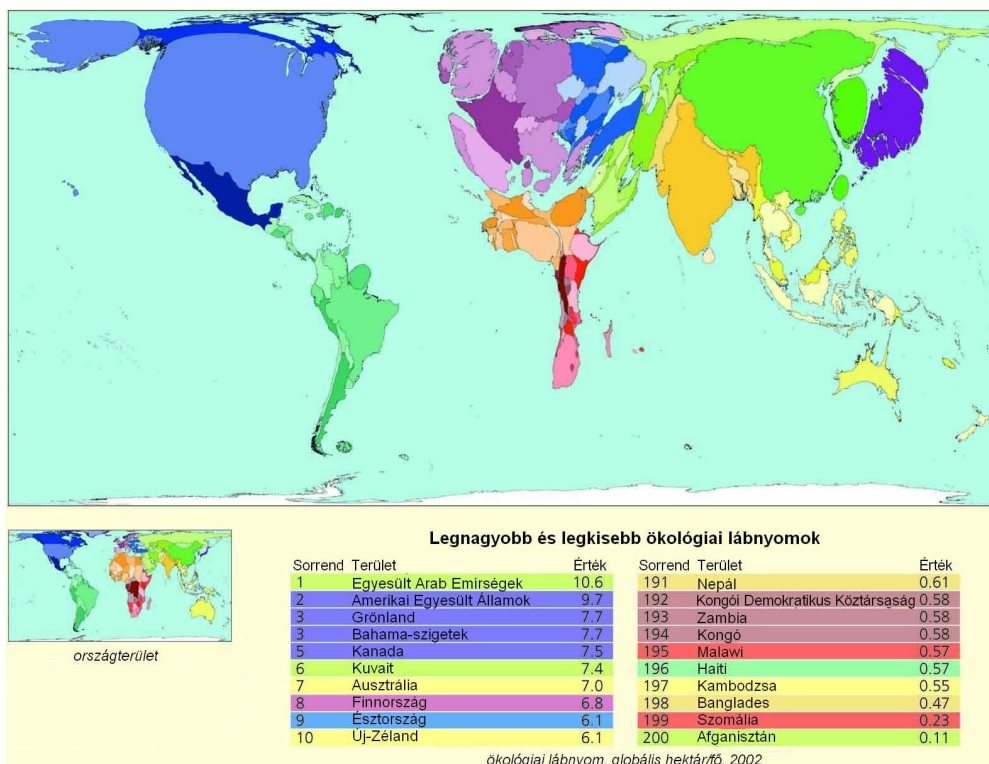 Legnagyobb és legkisebb ökológiai lábnyomok
Sorrend Terület Érték
1 Egyesült Arab Emírségek 10.6
2 Amerikai Egyesült Államok 9.7
3 Grönland 7.7
3 Bahama-szigetek 7.7
5 Kanada 7.5
6 Kuvait 7.4
7 Ausztrália 7.0
8 Finnország 6.8
9 Észtország 6.1
10 Új-Zéland 6.1
Sorrend Terület Érték
191 Nepál 0.61
192 Kongói Demokratikus Köztársaság 0.58
193 Zambia 0.58
194 Kongó 0.58
195 Malawi 0.57
196 Haiti 0.57
197 Kambodzsa 0.55
198 Banglades 0.47
199 Szomália 0.23
200 Afganisztán 0.11
országterület
ökológiai lábnyom, globális hektár/fő, 2002